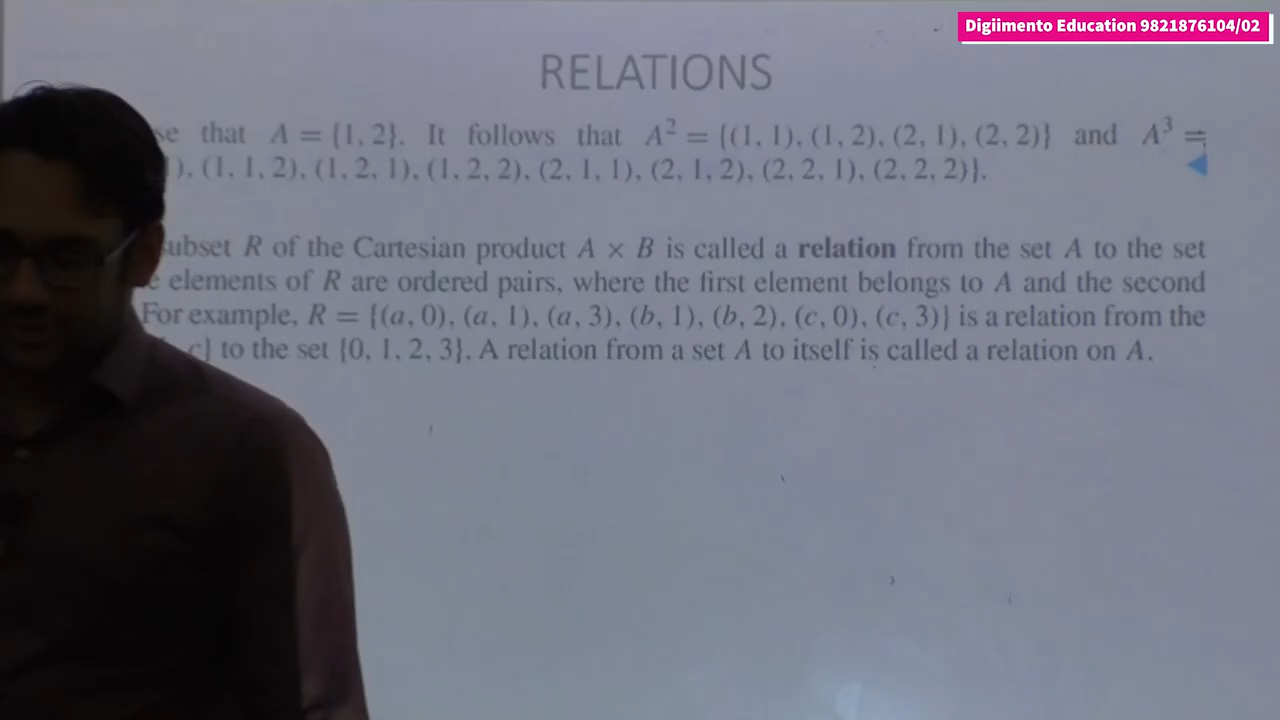 Digiimento Education 9821876104/02
RELATIONS
that A = {1, 2}. It follows that A² = {(1, 1), (1, 2), (2, 1), (2, 2)} and A³ =
), (1, 1, 2), (1, 2, 1), (1, 2, 2), (2, 1, 1), (2, 1, 2), (2, 2, 1), (2, 2, 2)}.
subset R of the Cartesian product A × B is called a relation from the set A to the set
elements of R are ordered pairs, where the first element belongs to A and the second
For example, R = {(a, 0), (a, 1), (a, 3), (b, 1), (b, 2), (c, 0), (c, 3)} is a relation from the
c} to the set {0, 1, 2, 3}. A relation from a set A to itself is called a relation on A.